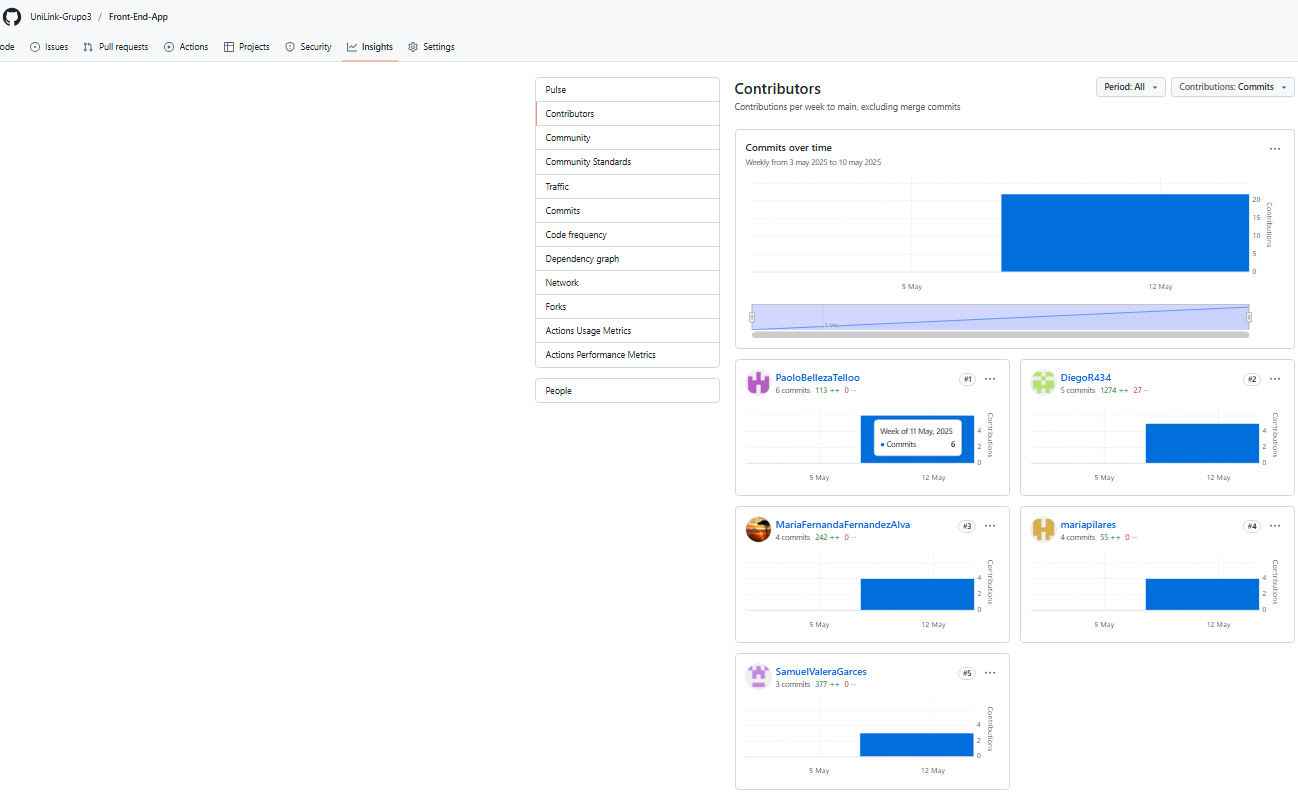 UniLink-Grupo3 / Front-End-App
ode Issues Pull requests Actions Projects Security Insights Settings
Pulse
Contributors
Community
Community Standards
Traffic
Commits
Code frequency
Dependency graph
Network
Forks
Actions Usage Metrics
Actions Performance Metrics
People
Contributors
Contributions per week to main, excluding merge commits
Period: All
Contributions: Commits
Commits over time
Weekly from 3 may 2025 to 10 may 2025
20
15
10
5
0
Contributions
5 May 12 May
5 May
PaoloBellezaTelloo #1
6 commits 113 ++ 0 --
Week of 11 May, 2025
Commits 6
4
2
0
Contributions
5 May 12 May
DiegoR434 #2
5 commits 1274 ++ 27 --
4
2
0
Contributions
5 May 12 May
MariaFernandaFernandezAlva #3
4 commits 242 ++ 0 --
4
2
0
Contributions
5 May 12 May
mariapilares #4
4 commits 55 ++ 0 --
4
2
0
Contributions
5 May 12 May
SamuelValeraGarces #5
3 commits 377 ++ 0 --
4
2
0
Contributions
5 May 12 May